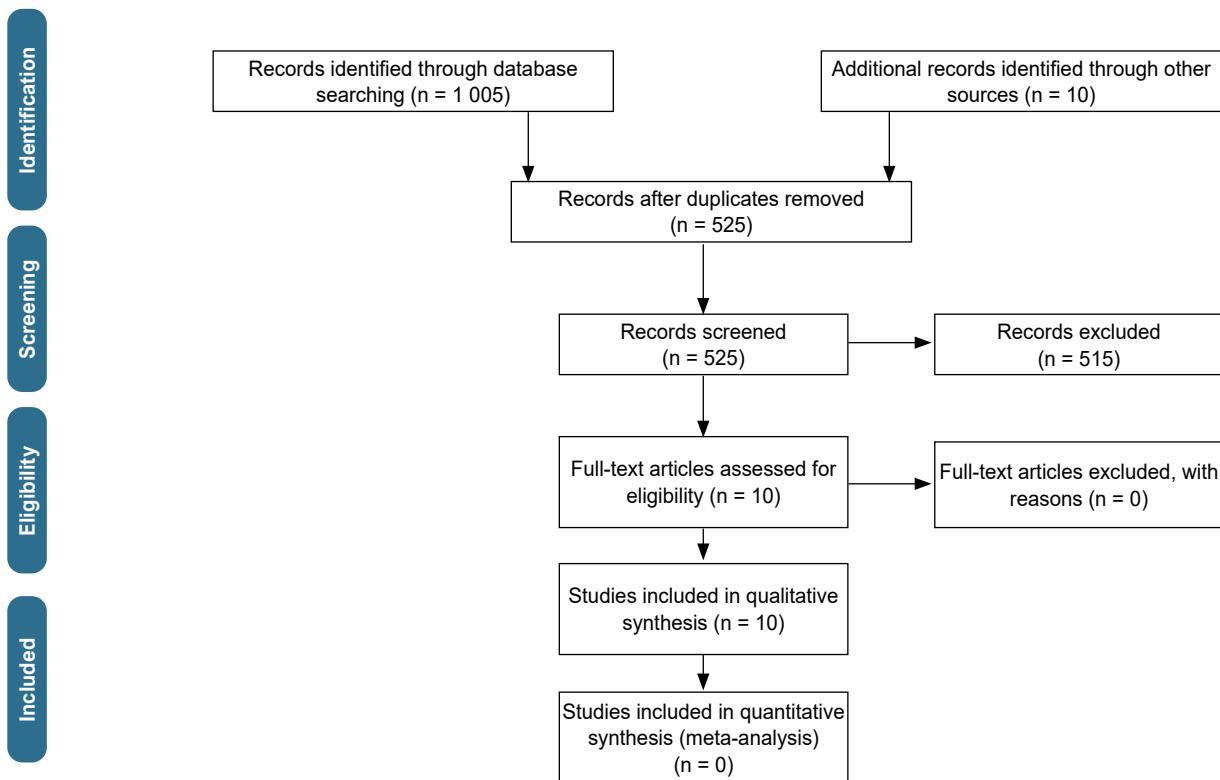 Identification
Records identified through database
searching (n = 1 005)
Additional records identified through other
sources (n = 10)
Records after duplicates removed
(n = 525)
Screening
Records screened
(n = 525)
Records excluded
(n = 515)
Eligibility
Full-text articles assessed for
eligibility (n = 10)
Full-text articles excluded, with
reasons (n = 0)
Included
Studies included in qualitative
synthesis (n = 10)
Studies included in quantitative
synthesis (meta-analysis)
(n = 0)